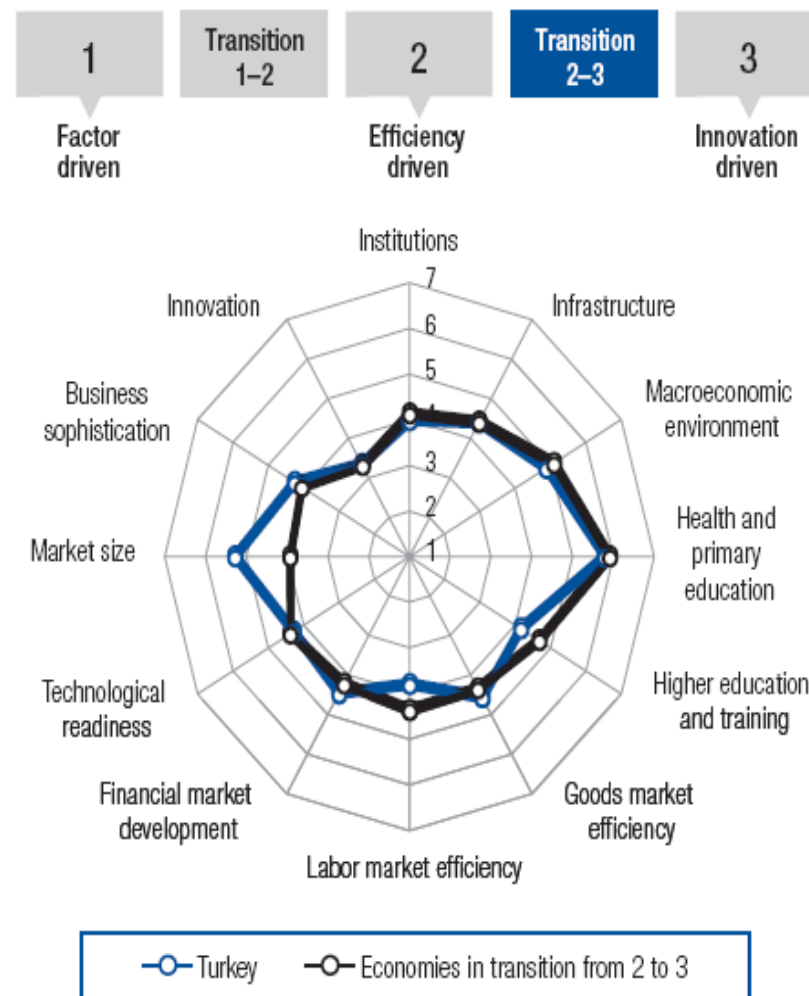 1
Transition
1–2
2
Transition
2–3
3
Factor
driven
Efficiency
driven
Innovation
driven
Institutions
7
Innovation
Infrastructure
6
5
Business
sophistication
Macroeconomic
environment
4
3
2
Market size
1
Health and
primary
education
Technological
readiness
Higher education
and training
Financial market
development
Goods market
efficiency
Labor market efficiency
Turkey
Economies in transition from 2 to 3